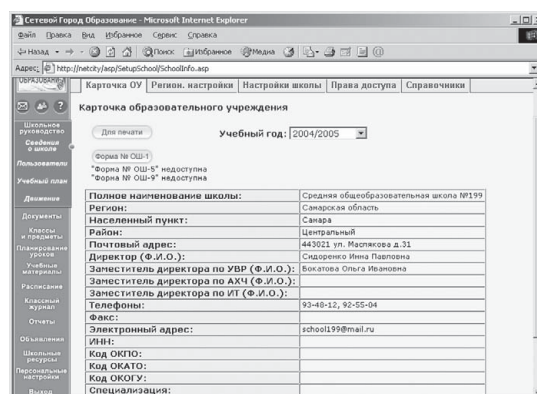 Сетевой Город Образование - Microsoft Internet Explorer
Файл Правка Вид Избранное Сервис Справка
Назад Поиск Избранное Медиа
Адрес: http://netcity/asp/SetupSchool/SchoolInfo.asp
ОБРАЗОВАНИЕ
Карточка ОУ Регион. настройки Настройки школы Права доступа Справочники
Карточка образовательного учреждения
Для печати Учебный год: 2004/2005
Форма № ОШ-1
"Форма № ОШ-5" недоступна
"Форма № ОШ-9" недоступна
Школьное
руководство
Сведения
о школе
Пользователи
Учебный план
Движение
Документы
Классы
и предметы
Планирование
уроков
Учебные
материалы
Расписание
Классный
журнал
Отчеты
Объявления
Школьные
ресурсы
Персональные
настройки
Выход
Полное наименование школы: Средняя общеобразовательная школа №199
Регион: Самарская область
Населенный пункт: Самара
Район: Центральный
Почтовый адрес: 443021 ул. Маслякова д.31
Директор (Ф.И.О.): Сидоренко Инна Павловна
Заместитель директора по УВР (Ф.И.О.): Бокатова Ольга Ивановна
Заместитель директора по АХЧ (Ф.И.О.):
Заместитель директора по ИТ (Ф.И.О.):
Телефоны: 93-48-12, 92-55-04
Факс:
Электронный адрес: school199@mail.ru
ИНН:
Код ОКПО:
Код ОКАТО:
Код ОКОГУ:
Специализация: